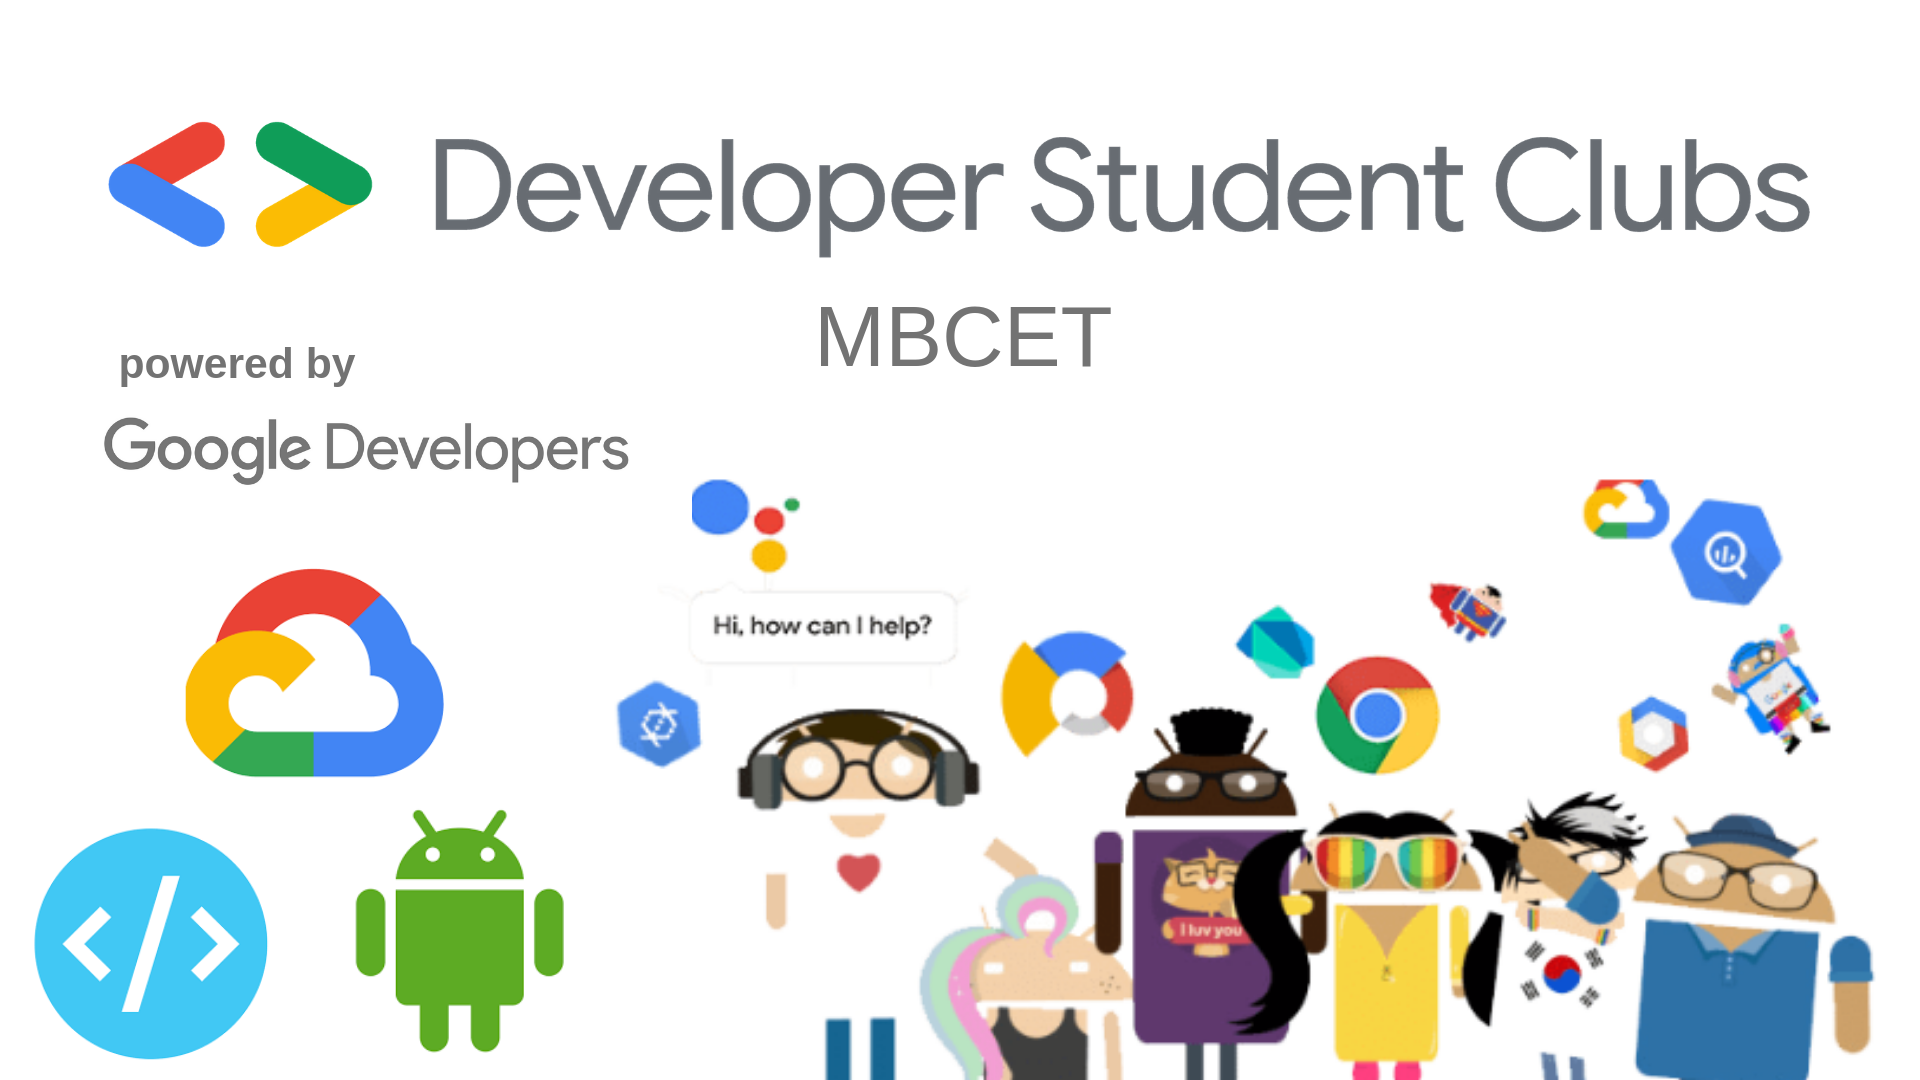 Developer Student Clubs
MBCET
powered by
Google Developers
Hi, how can I help?
I luv you